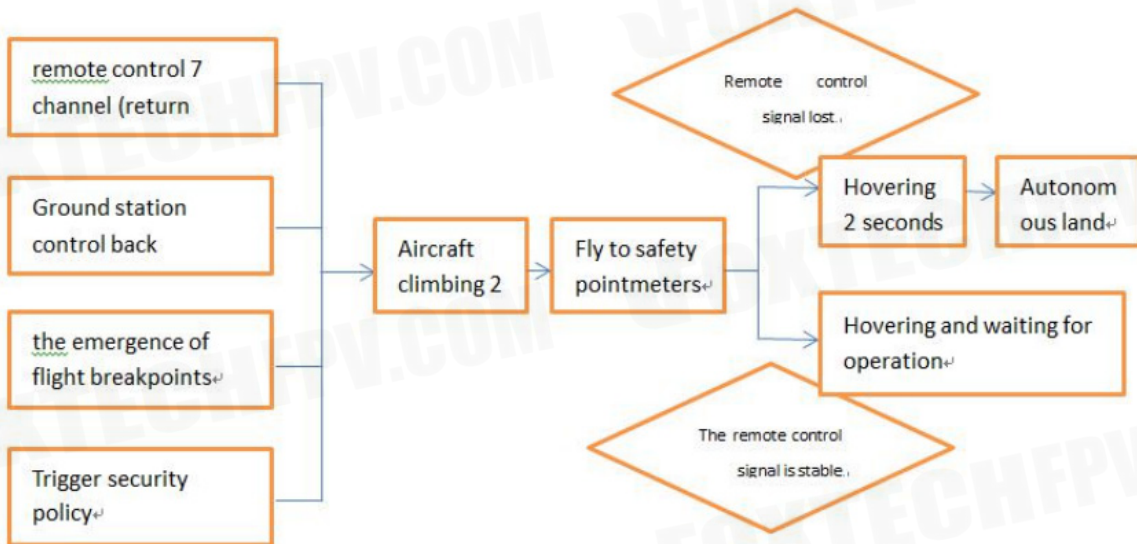 remote control 7
channel (return
Ground station
control back
the emergence of
flight breakpoints
Trigger security
policy
Aircraft
climbing 2
Fly to safety
pointmeters
Remote control
signal lost.
Hovering
2 seconds
Autonom
ous land
Hovering and waiting for
operation
The remote control
signal is stable.
FOXTECHFPV.COM